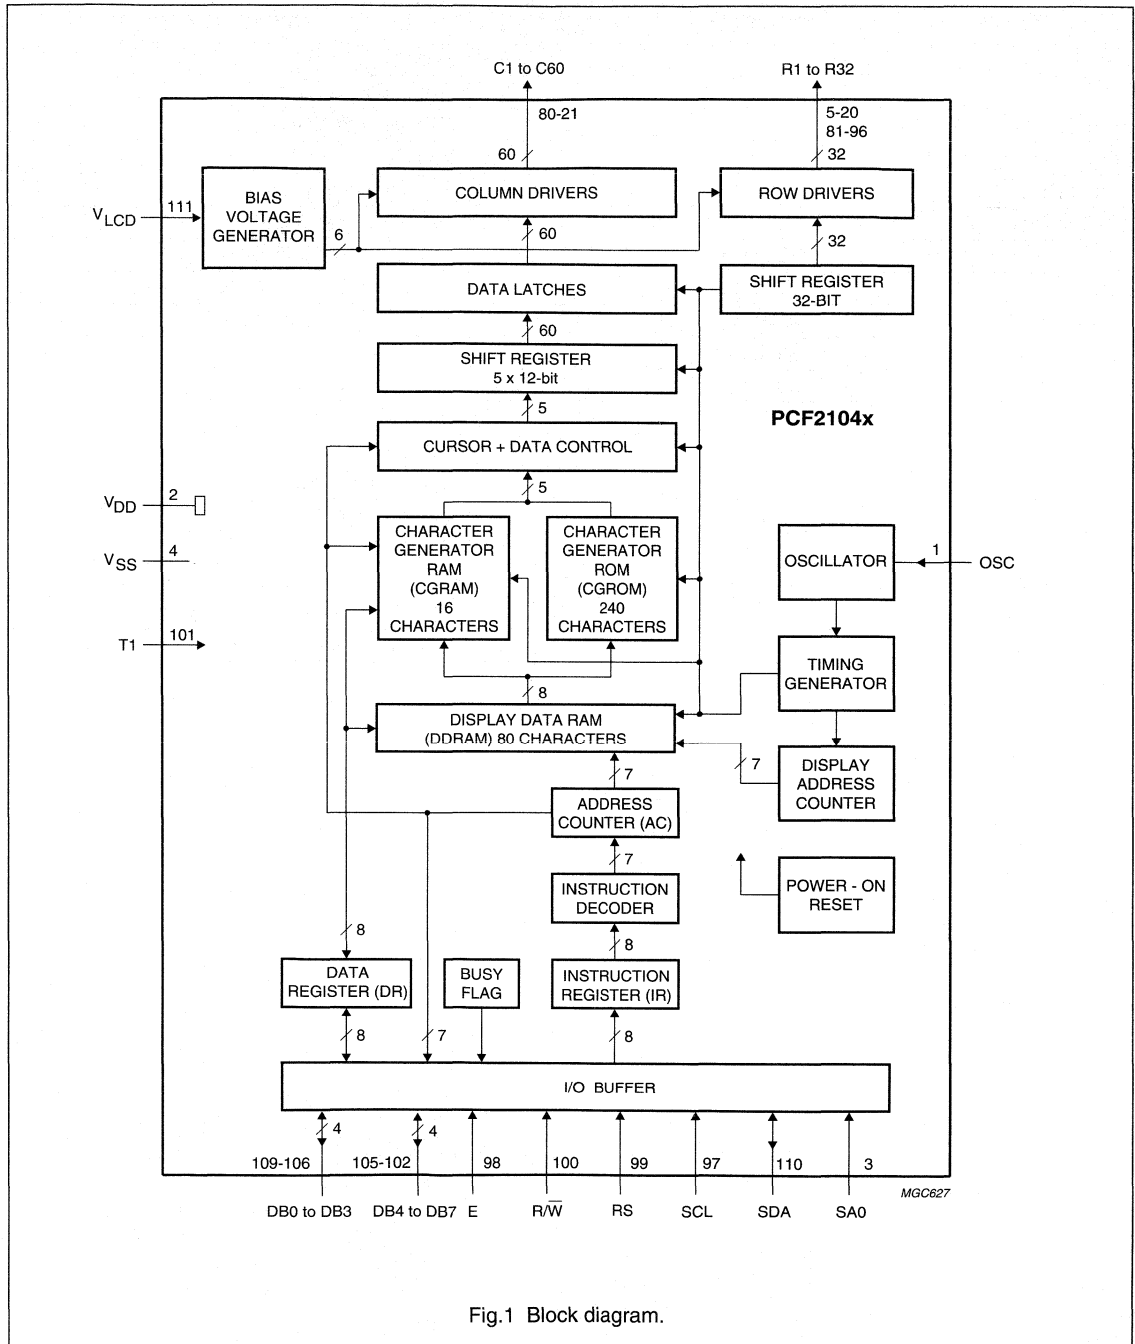 C1 to C60
R1 to R32
80-21
5-20
81-96
60
32
BIAS
VOLTAGE
GENERATOR
COLUMN DRIVERS
ROW DRIVERS
VLCD
111
6
60
32
DATA LATCHES
SHIFT REGISTER
32-BIT
60
SHIFT REGISTER
5 x 12-bit
5
PCF2104x
CURSOR + DATA CONTROL
5
VDD
2
CHARACTER
GENERATOR
RAM
(CGRAM)
16
CHARACTERS
CHARACTER
GENERATOR
ROM
(CGROM)
240
CHARACTERS
OSCILLATOR
1
OSC
VSS
4
T1
101
TIMING
GENERATOR
8
DISPLAY DATA RAM
(DDRAM) 80 CHARACTERS
7
DISPLAY
ADDRESS
COUNTER
7
ADDRESS
COUNTER (AC)
7
INSTRUCTION
DECODER
POWER - ON
RESET
8
8
DATA
REGISTER (DR)
BUSY
FLAG
INSTRUCTION
REGISTER (IR)
8
7
8
I/O BUFFER
4
4
109-106
105-102
98
100
99
97
110
3
MGC627
DB0 to DB3
DB4 to DB7
E
R/W̅
RS
SCL
SDA
SA0
Fig.1 Block diagram.